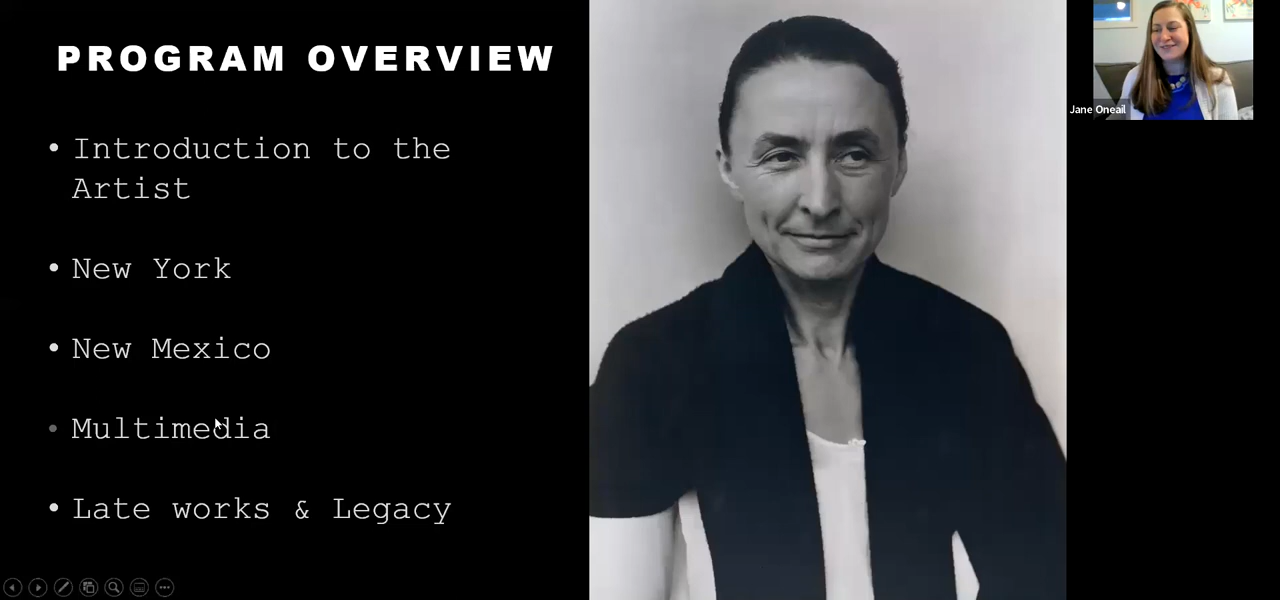 PROGRAM OVERVIEW
• Introduction to the
Artist
• New York
• New Mexico
• Multimedia
• Late works & Legacy
Jane Oneail